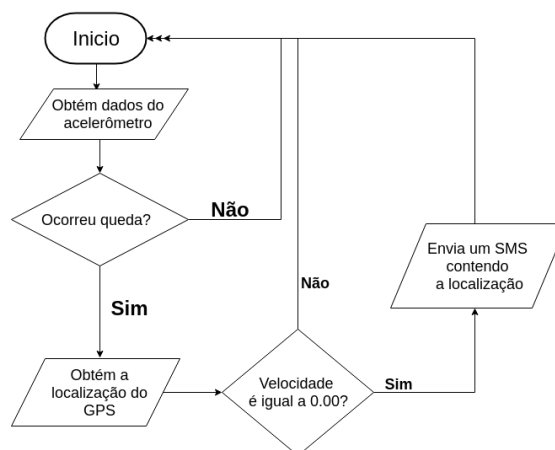 Inicio
Obtém dados do
acelerômetro
Ocorreu queda?
Não
Sim
Obtém a
localização do
GPS
Velocidade
é igual a 0.00?
Não
Sim
Envia um SMS
contendo
a localização